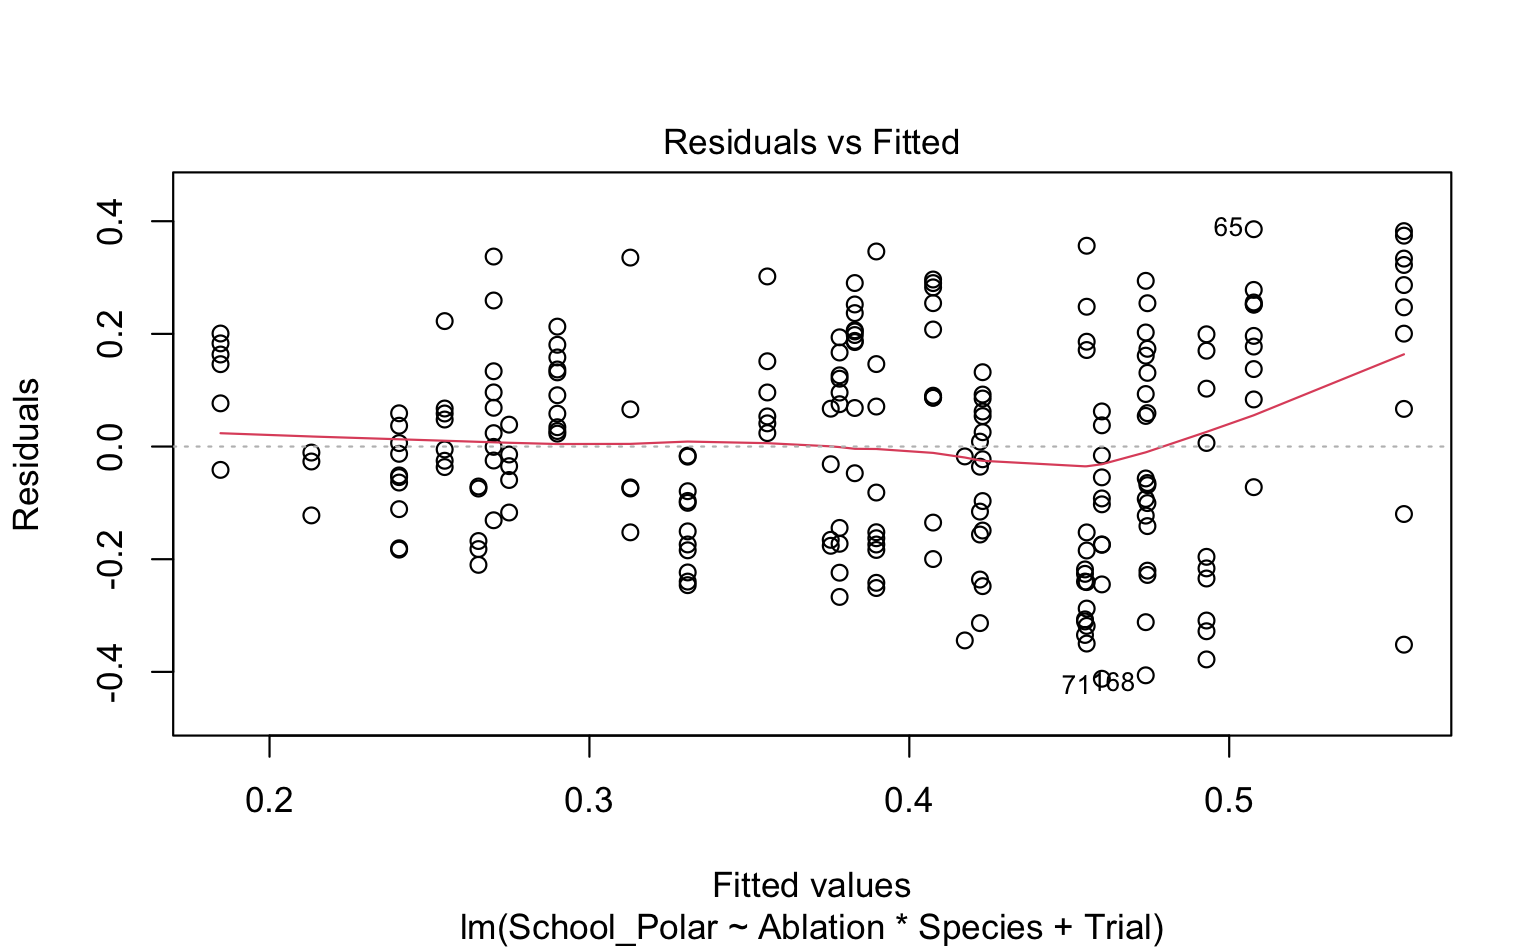 Residuals vs Fitted
Residuals
0.4
0.2
0.0
-0.2
-0.4
65
71
168
0.2 0.3 0.4 0.5
Fitted values
lm(School_Polar ~ Ablation * Species + Trial)